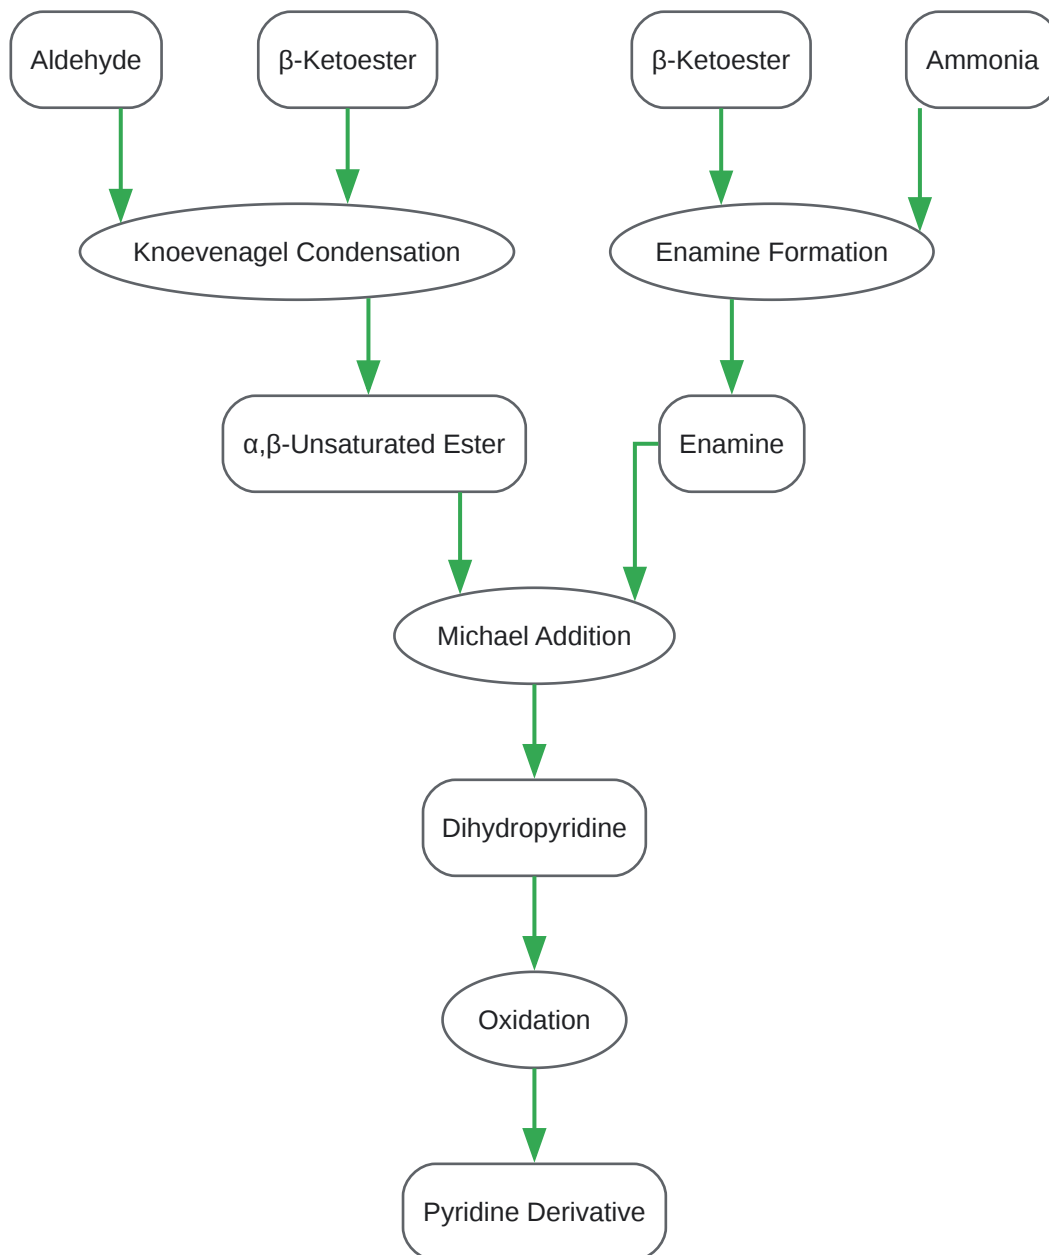 Aldehyde
β-Ketoester
β-Ketoester
Ammonia
Knoevenagel Condensation
Enamine Formation
α,β-Unsaturated Ester
Enamine
Michael Addition
Dihydropyridine
Oxidation
Pyridine Derivative